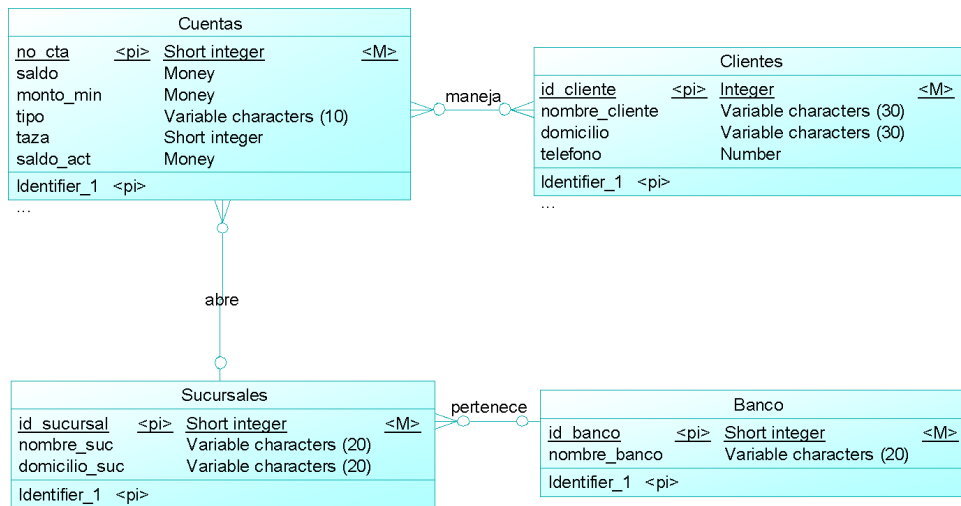 Cuentas
no_cta <pi> Short integer <M>
saldo Money
monto_min Money
tipo Variable characters (10)
taza Short integer
saldo_act Money
Identifier_1 <pi>
...
maneja
Clientes
id_cliente <pi> Integer <M>
nombre_cliente Variable characters (30)
domicilio Variable characters (30)
telefono Number
Identifier_1 <pi>
...
abre
Sucursales
id_sucursal <pi> Short integer <M>
nombre_suc Variable characters (20)
domicilio_suc Variable characters (20)
Identifier_1 <pi>
pertenece
Banco
id_banco <pi> Short integer <M>
nombre_banco Variable characters (20)
Identifier_1 <pi>